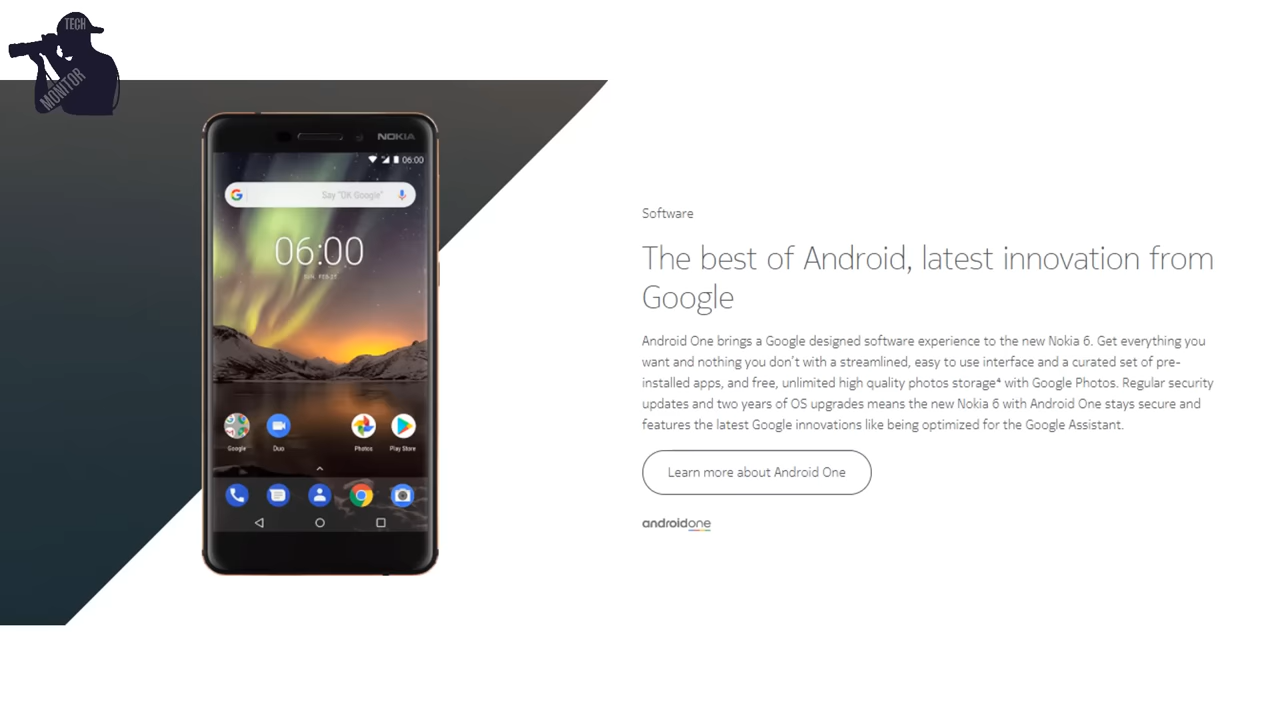 TECH
MONITOR
NOKIA
06:00
Say "OK Google"
06:00
SUN, FEB 25
Google
Duo
Photos
Play Store
Software
The best of Android, latest innovation from
Google
Android One brings a Google designed software experience to the new Nokia 6. Get everything you
want and nothing you don't with a streamlined, easy to use interface and a curated set of pre-
installed apps, and free, unlimited high quality photos storage⁴ with Google Photos. Regular security
updates and two years of OS upgrades means the new Nokia 6 with Android One stays secure and
features the latest Google innovations like being optimized for the Google Assistant.
Learn more about Android One
androidone